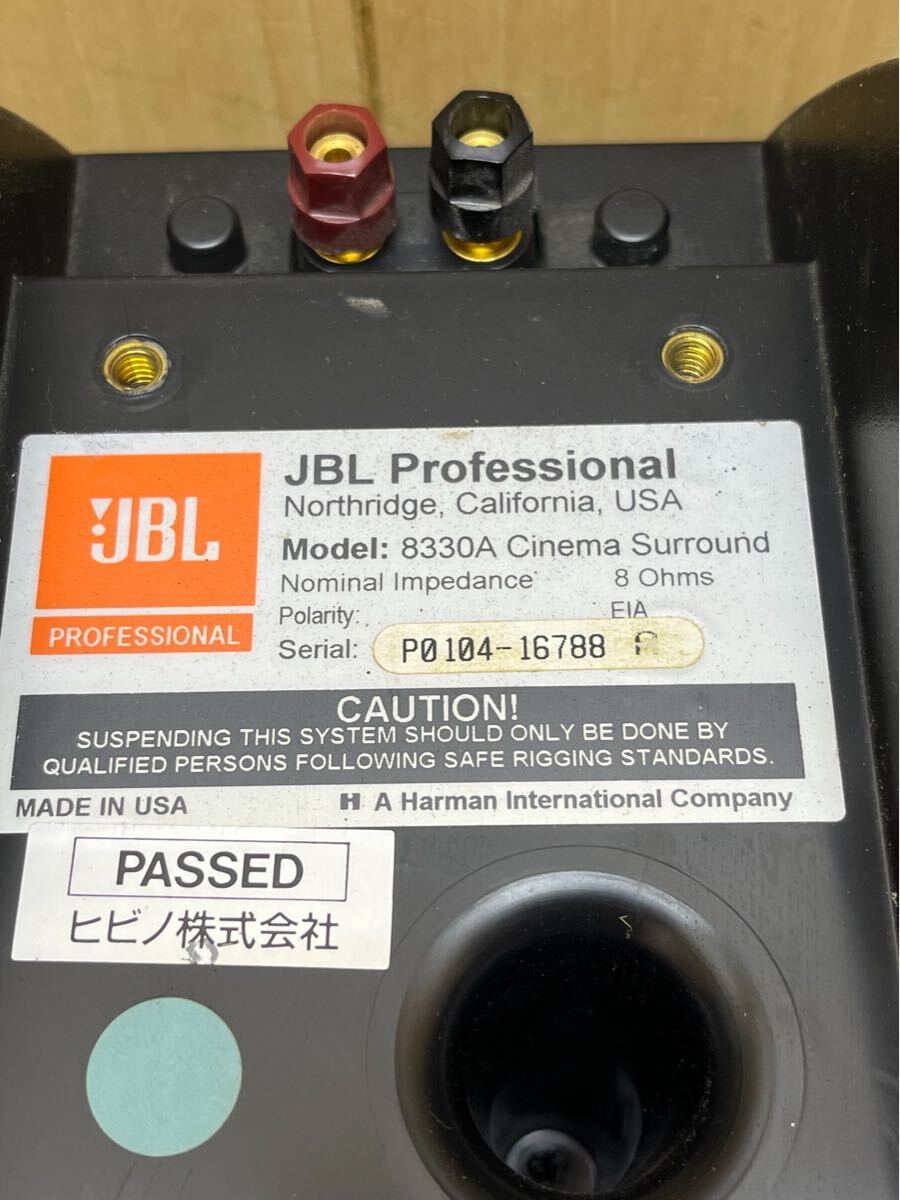 JBL
PROFESSIONAL
JBL Professional
Northridge, California, USA
Model: 8330A Cinema Surround
Nominal Impedance 8 Ohms
Polarity: EIA
Serial: P0104-16788
CAUTION!
SUSPENDING THIS SYSTEM SHOULD ONLY BE DONE BY
QUALIFIED PERSONS FOLLOWING SAFE RIGGING STANDARDS.
MADE IN USA H A Harman International Company
PASSED
ヒビノ株式会社